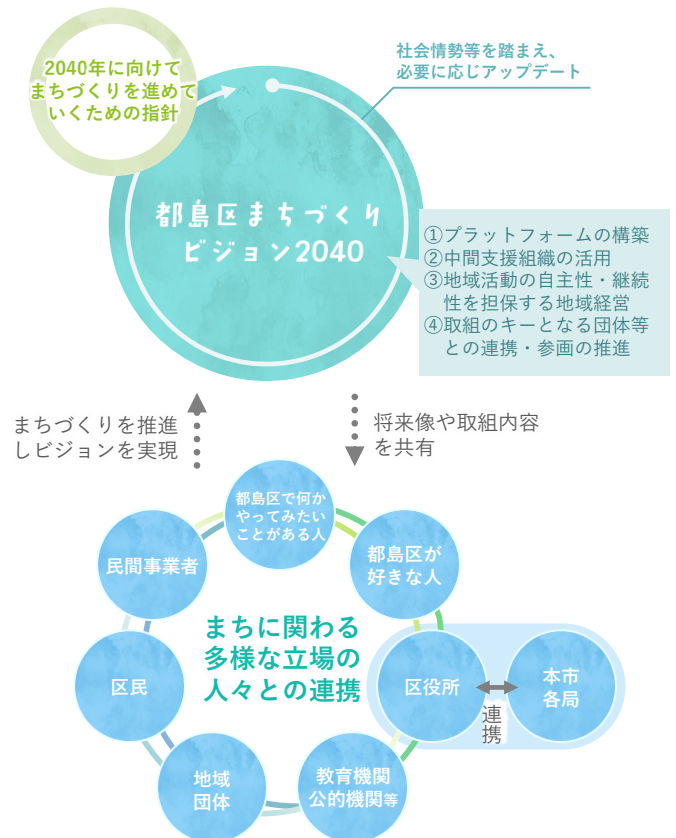 2040年に向けて
まちづくりを進めて
いくための指針
社会情勢等を踏まえ、
必要に応じアップデート
都島区まちづくり
ビジョン2040
①プラットフォームの構築
②中間支援組織の活用
③地域活動の自主性・継続
性を担保する地域経営
④取組のキーとなる団体等
との連携・参画の推進
まちづくりを推進
しビジョンを実現
将来像や取組内容
を共有
都島区で何か
やってみたい
ことがある人
民間事業者
都島区が
好きな人
まちに関わる
多様な立場の
人々との連携
区民
区役所
本市
各局
連携
地域
団体
教育機関
公的機関等